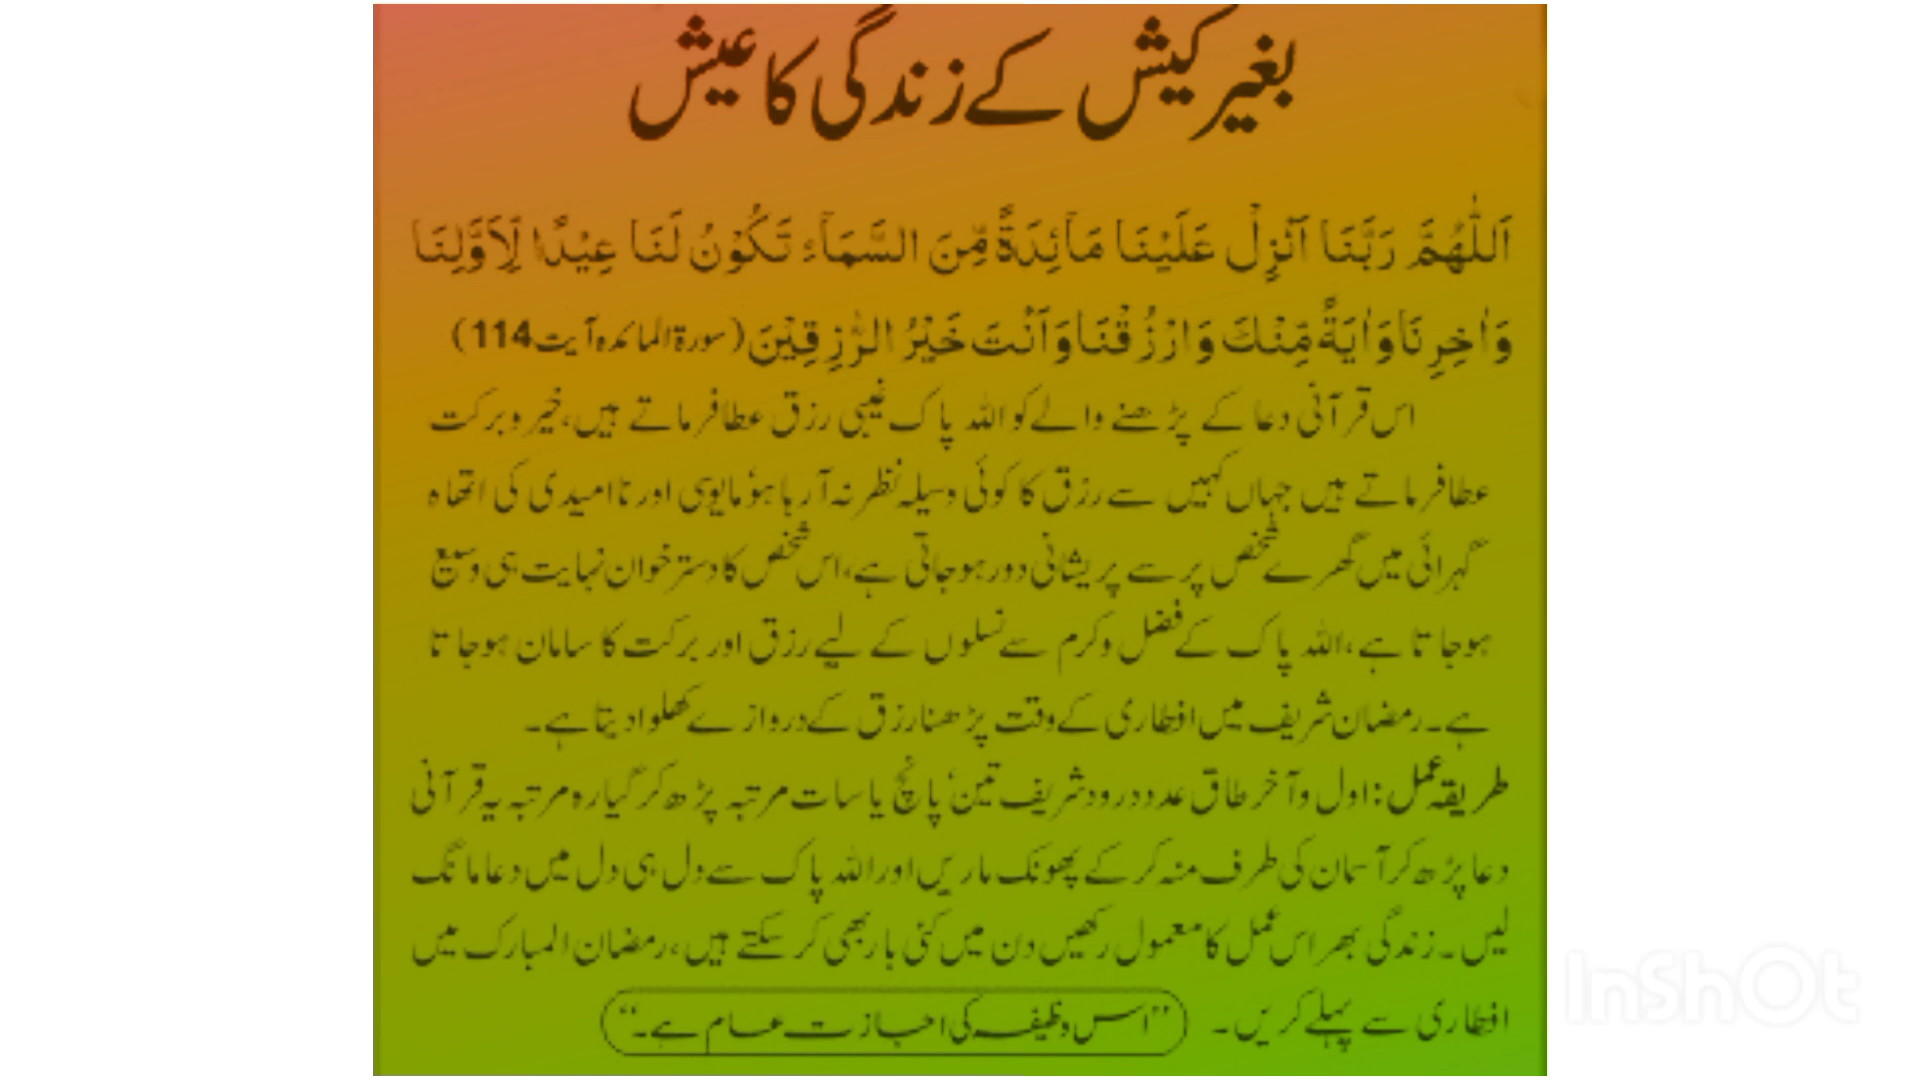 بغیر کیش کے زندگی کا عیش
اَللّٰهُمَّ رَبَّنَا اَنْزِلْ عَلَيْنَا مَآئِدَةً مِّنَ السَّمَآءِ تَكُوْنُ لَنَا عِيْدًا لِّاَوَّلِنَا
وَاٰخِرِنَا وَاٰيَةً مِّنْكَ وَارْزُقْنَا وَاَنْتَ خَيْرُ الرّٰزِقِيْنَ (سورۃ المائدہ آیت 114)
اس قرآنی دعا کے پڑھنے والے کو اللہ پاک غیبی رزق عطا فرماتے ہیں، خیر و برکت
عطا فرماتے ہیں جہاں کہیں سے رزق کا کوئی وسیلہ نظر نہ آ رہا ہو، مایوسی اور ناامیدی کی اتھاہ
گہرائی میں گھرے شخص پر سے پریشانی دور ہوجاتی ہے، اس شخص کا دسترخوان نہایت ہی وسیع
ہوجاتا ہے، اللہ پاک کے فضل و کرم سے نسلوں کے لیے رزق اور برکت کا سامان ہوجاتا
ہے۔ رمضان شریف میں افطاری کے وقت پڑھنا رزق کے دروازے کھلوا دیتا ہے۔
طریقہ عمل: اول و آخر طاق عدد درود شریف تین، پانچ یا سات مرتبہ پڑھ کر گیارہ مرتبہ یہ قرآنی
دعا پڑھ کر آسمان کی طرف منہ کر کے پھونک ماریں اور اللہ پاک سے دل ہی دل میں دعا مانگ
لیں۔ زندگی بھر اس عمل کا معمول رکھیں دن میں کئی بار بھی کر سکتے ہیں، رمضان المبارک میں
افطاری سے پہلے کریں۔ "اس وظیفہ کی اجازت عام ہے۔"
InShOt